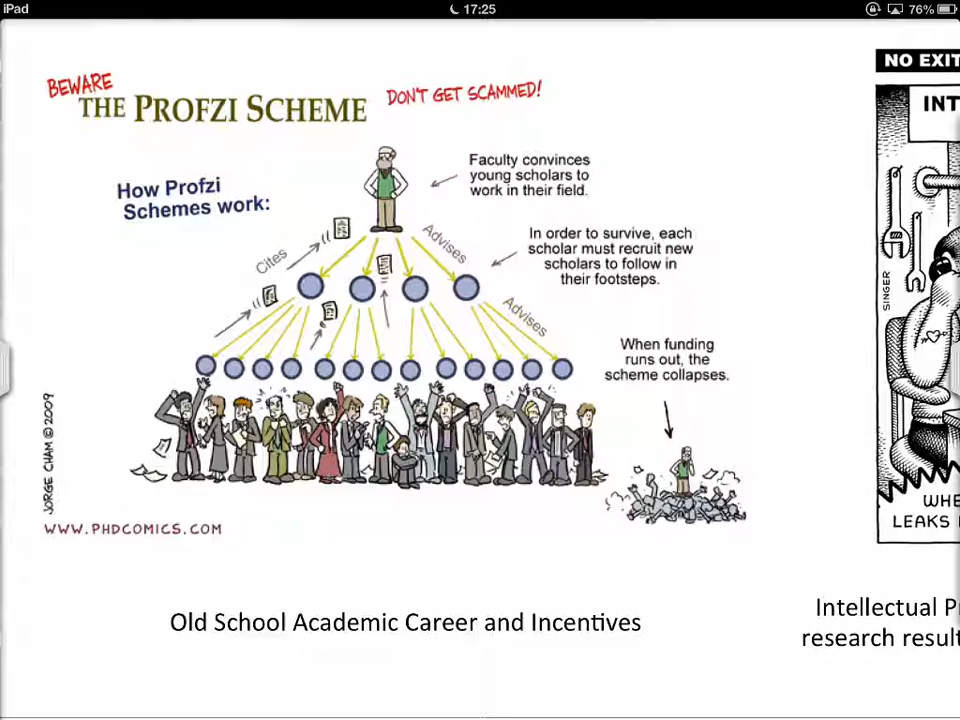 iPad
17:25
76%
BEWARE
THE PROFZI SCHEME
DON'T GET SCAMMED!
How Profzi
Schemes work:
Faculty convinces
young scholars to
work in their field.
Cites
Advises
In order to survive, each
scholar must recruit new
scholars to follow in
their footsteps.
Advises
When funding
runs out, the
scheme collapses.
JORGE CHAM © 2009
WWW.PHDCOMICS.COM
Old School Academic Career and Incentives
NO EXIT
INT
SINGER
WHE
LEAKS
Intellectual P
research result